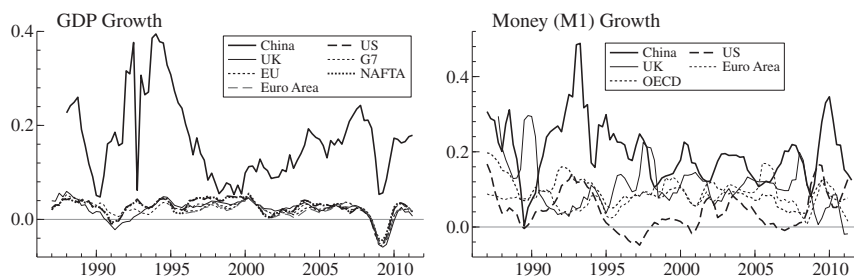 GDP Growth
0.4
0.2
0.0
China US
UK G7
EU NAFTA
Euro Area
1990 1995 2000 2005 2010
Money (M1) Growth
0.4
0.2
0.0
China US
UK Euro Area
OECD
1990 1995 2000 2005 2010